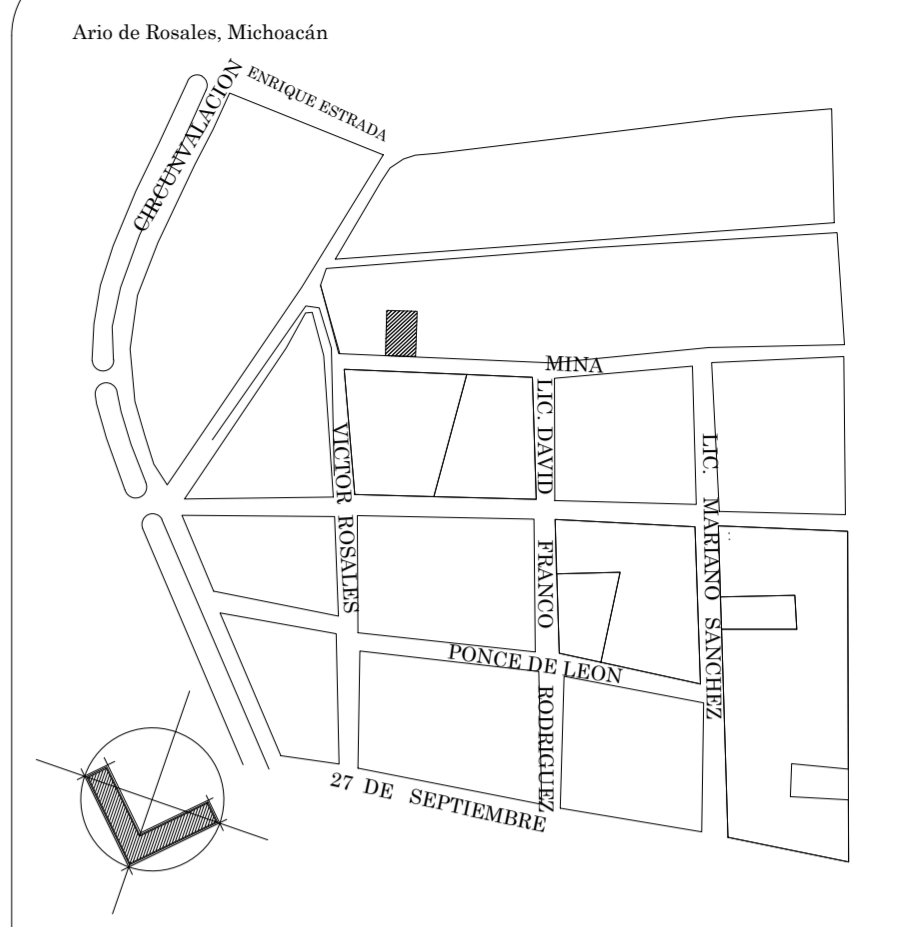 Ario de Rosales, Michoacán
CIRCUNVALACION
ENRIQUE ESTRADA
MINA
VICTOR ROSALES
LIC. DAVID FRANCO RODRIGUEZ
LIC. MARIANO SANCHEZ
PONCE DE LEON
27 DE SEPTIEMBRE